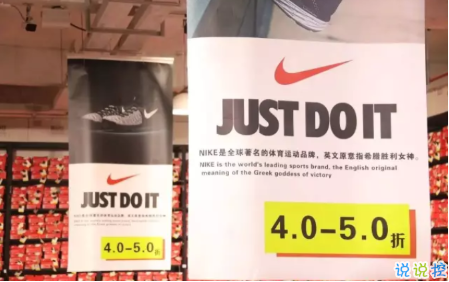 JUST DO IT
NIKE是全球著名的体育运动品牌，英文原意指希腊胜利女神。
NIKE is the world's leading sports brand, the English original
meaning of the Greek goddess of victory
4.0-5.0折
JUST DO IT
4.0-5.0折
说说控